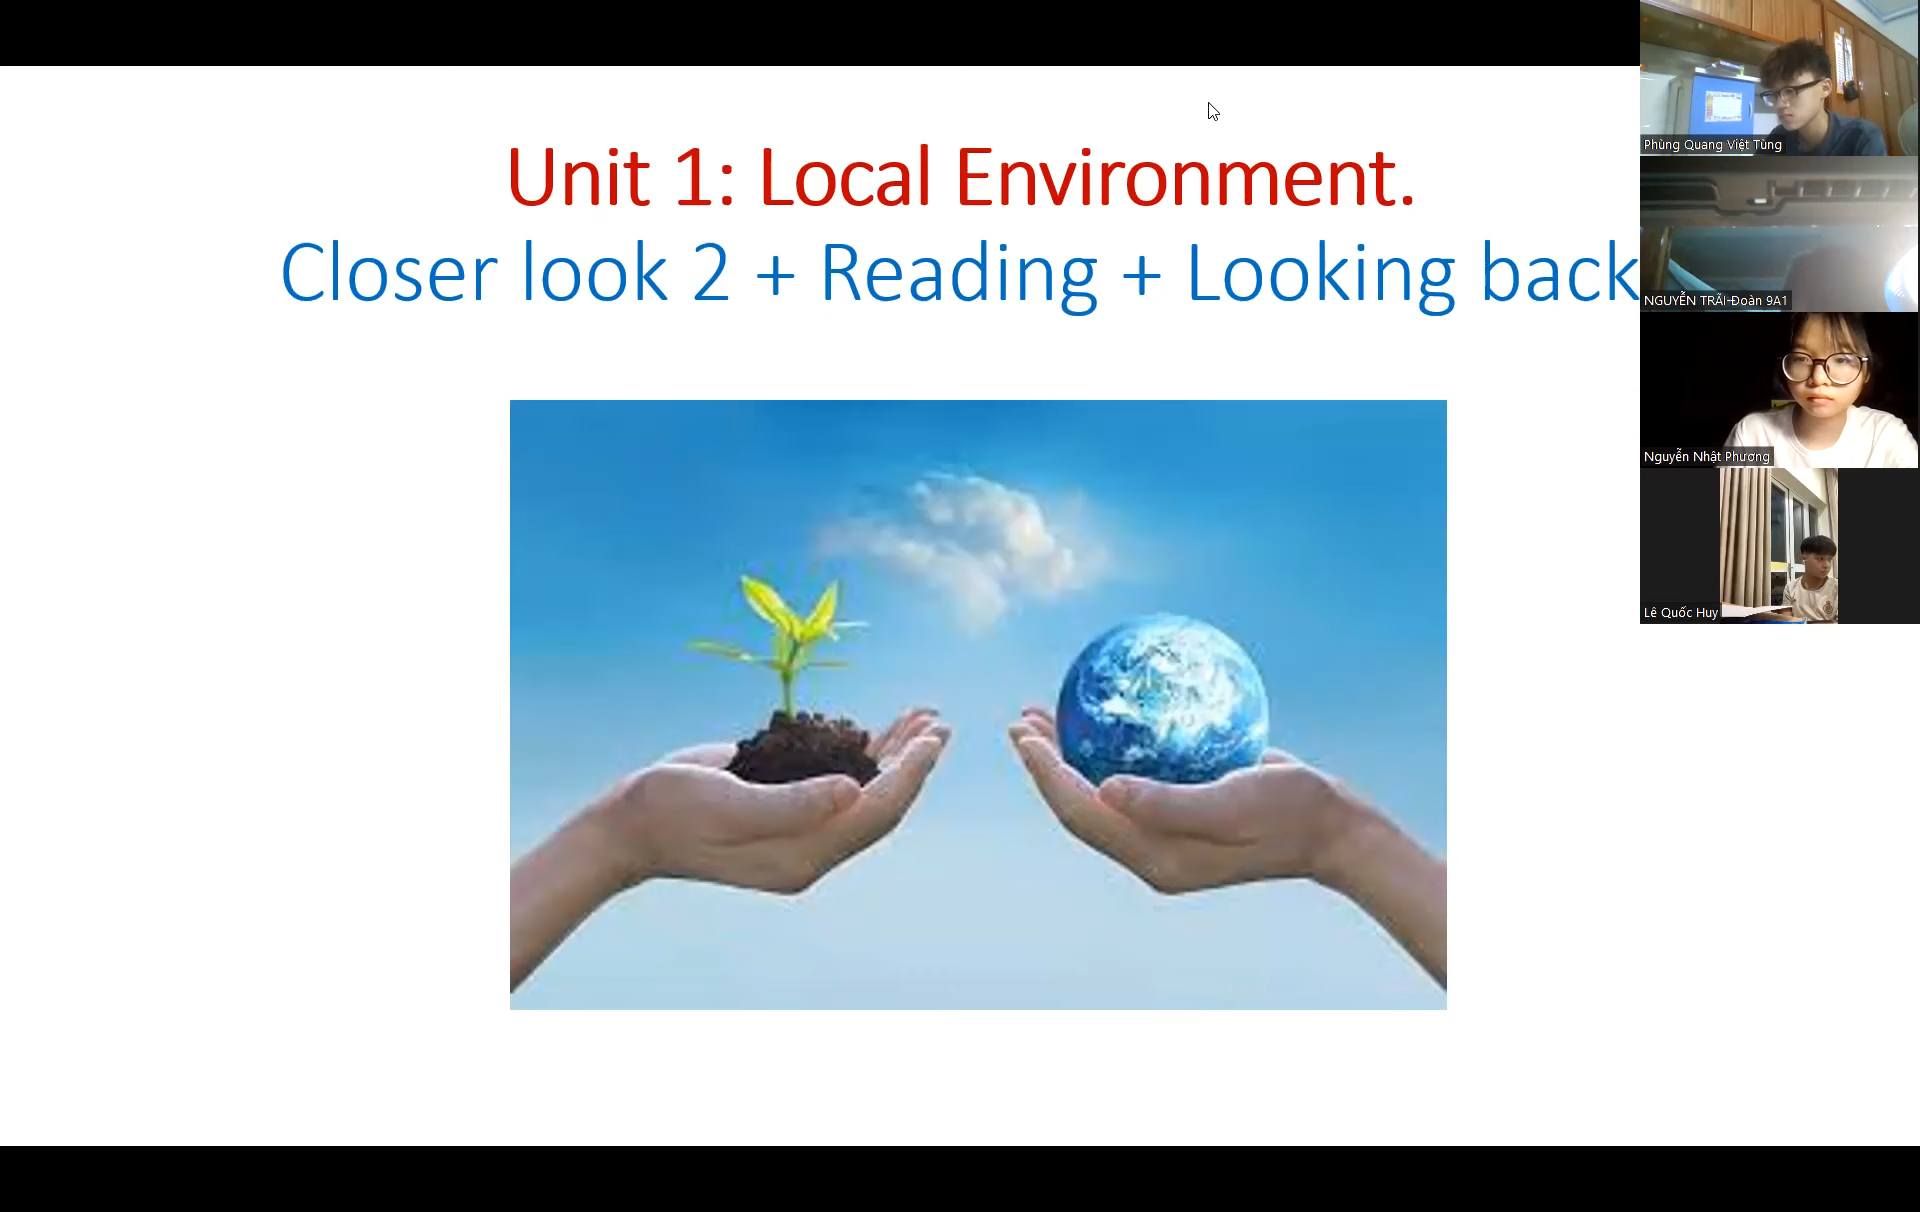 Unit 1: Local Environment.
Closer look 2 + Reading + Looking back
Phùng Quang Việt Tùng
NGUYỄN TRÃI-Đoàn 9A1
Nguyễn Nhật Phương
Lê Quốc Huy